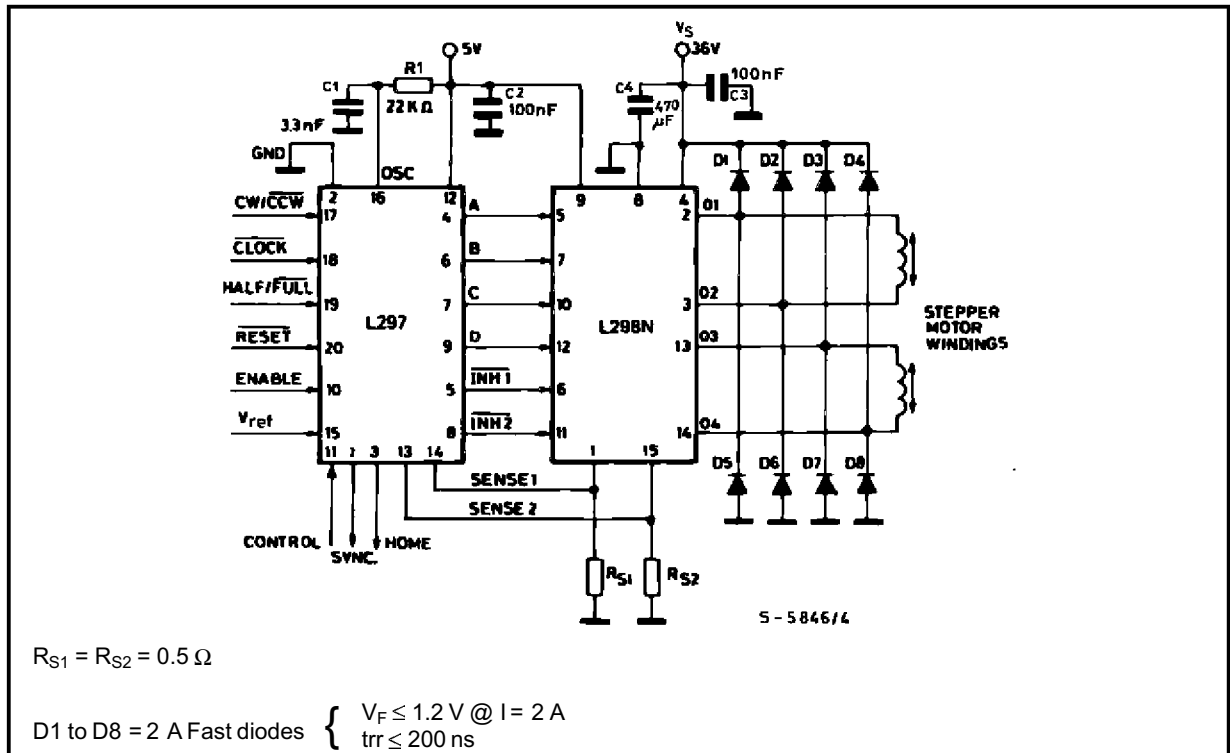 Vs
5V
36V
R1
C1
22KΩ
3.3nF
C2
100nF
C4
470
µF
100nF
C3
GND
OSC
D1 D2 D3 D4
2 16 12
9 8 4
CW/CCW 17
4 A 5
2 O1
CLOCK 18
6 B 7
HALF/FULL 19
7 C 10
3 O2
L297
L298N
STEPPER
MOTOR
WINDINGS
RESET 20
9 D 12
13 O3
ENABLE 10
5 INH1 6
Vref 15
8 INH2 11
14 O4
11 1 3 13 14
1 15
D5 D6 D7 D8
SENSE1
SENSE 2
CONTROL
SYNC.
HOME
RS1
RS2
S-5846/4
RS1 = RS2 = 0.5 Ω
VF ≤ 1.2 V @ I = 2 A
D1 to D8 = 2 A Fast diodes {
trr ≤ 200 ns